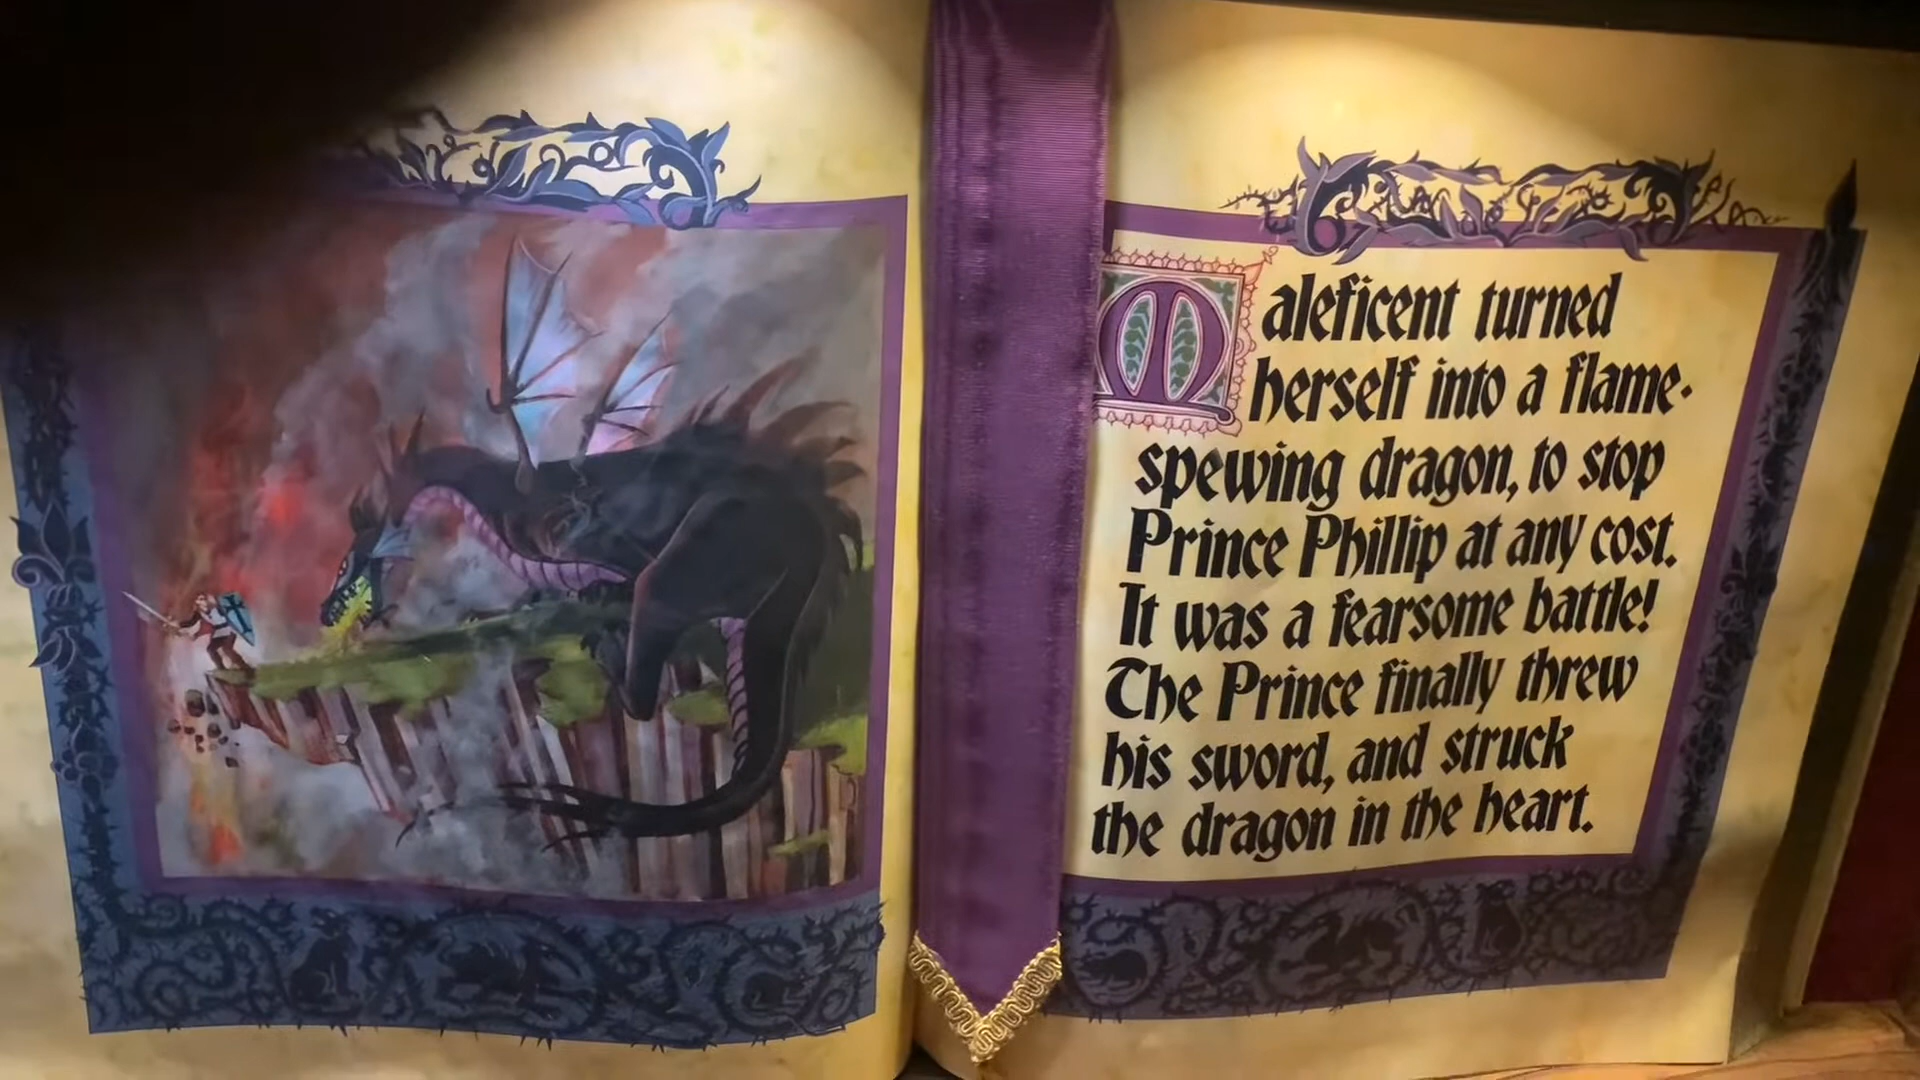 Maleficent turned
herself into a flame-
spewing dragon, to stop
Prince Phillip at any cost.
It was a fearsome battle!
The Prince finally threw
his sword, and struck
the dragon in the heart.